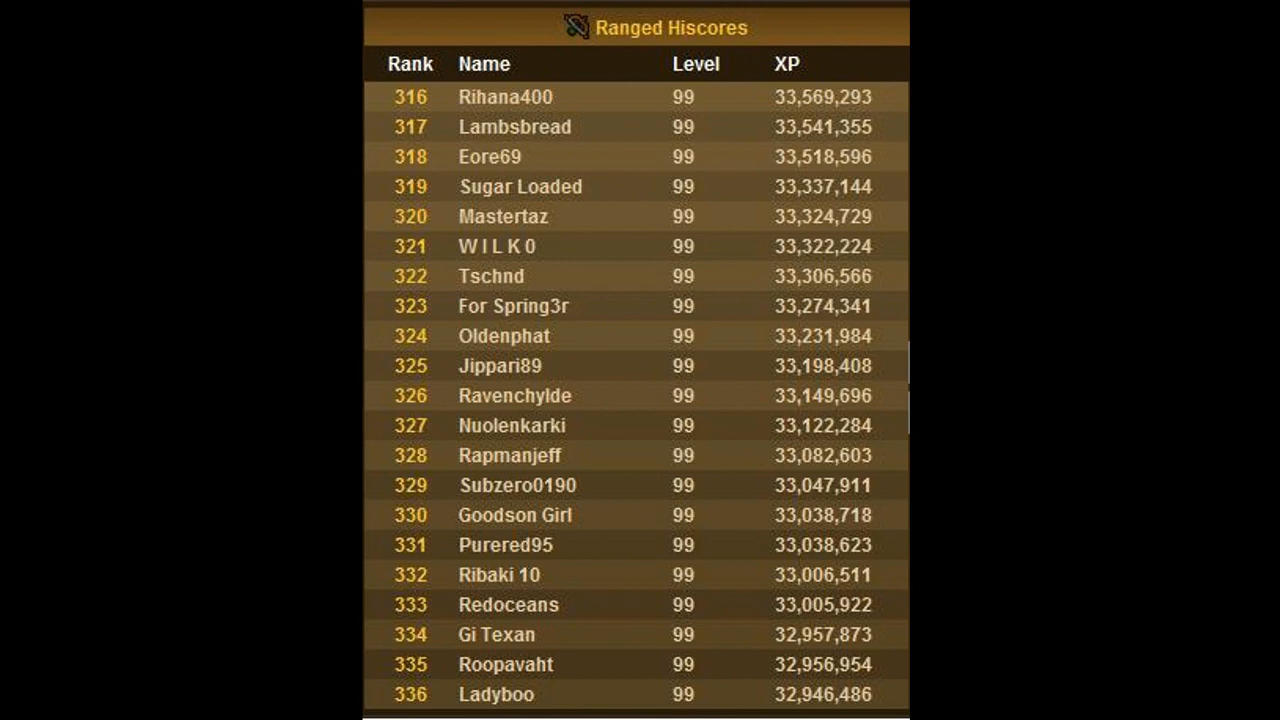 Ranged Hiscores
Rank Name Level XP
316 Rihana400 99 33,569,293
317 Lambsbread 99 33,541,355
318 Eore69 99 33,518,596
319 Sugar Loaded 99 33,337,144
320 Mastertaz 99 33,324,729
321 W I L K 0 99 33,322,224
322 Tschnd 99 33,306,566
323 For Spring3r 99 33,274,341
324 Oldenphat 99 33,231,984
325 Jippari89 99 33,198,408
326 Ravenchylde 99 33,149,696
327 Nuolenkarki 99 33,122,284
328 Rapmanjeff 99 33,082,603
329 Subzero0190 99 33,047,911
330 Goodson Girl 99 33,038,718
331 Purered95 99 33,038,623
332 Ribaki 10 99 33,006,511
333 Redoceans 99 33,005,922
334 Gi Texan 99 32,957,873
335 Roopavaht 99 32,956,954
336 Ladyboo 99 32,946,486